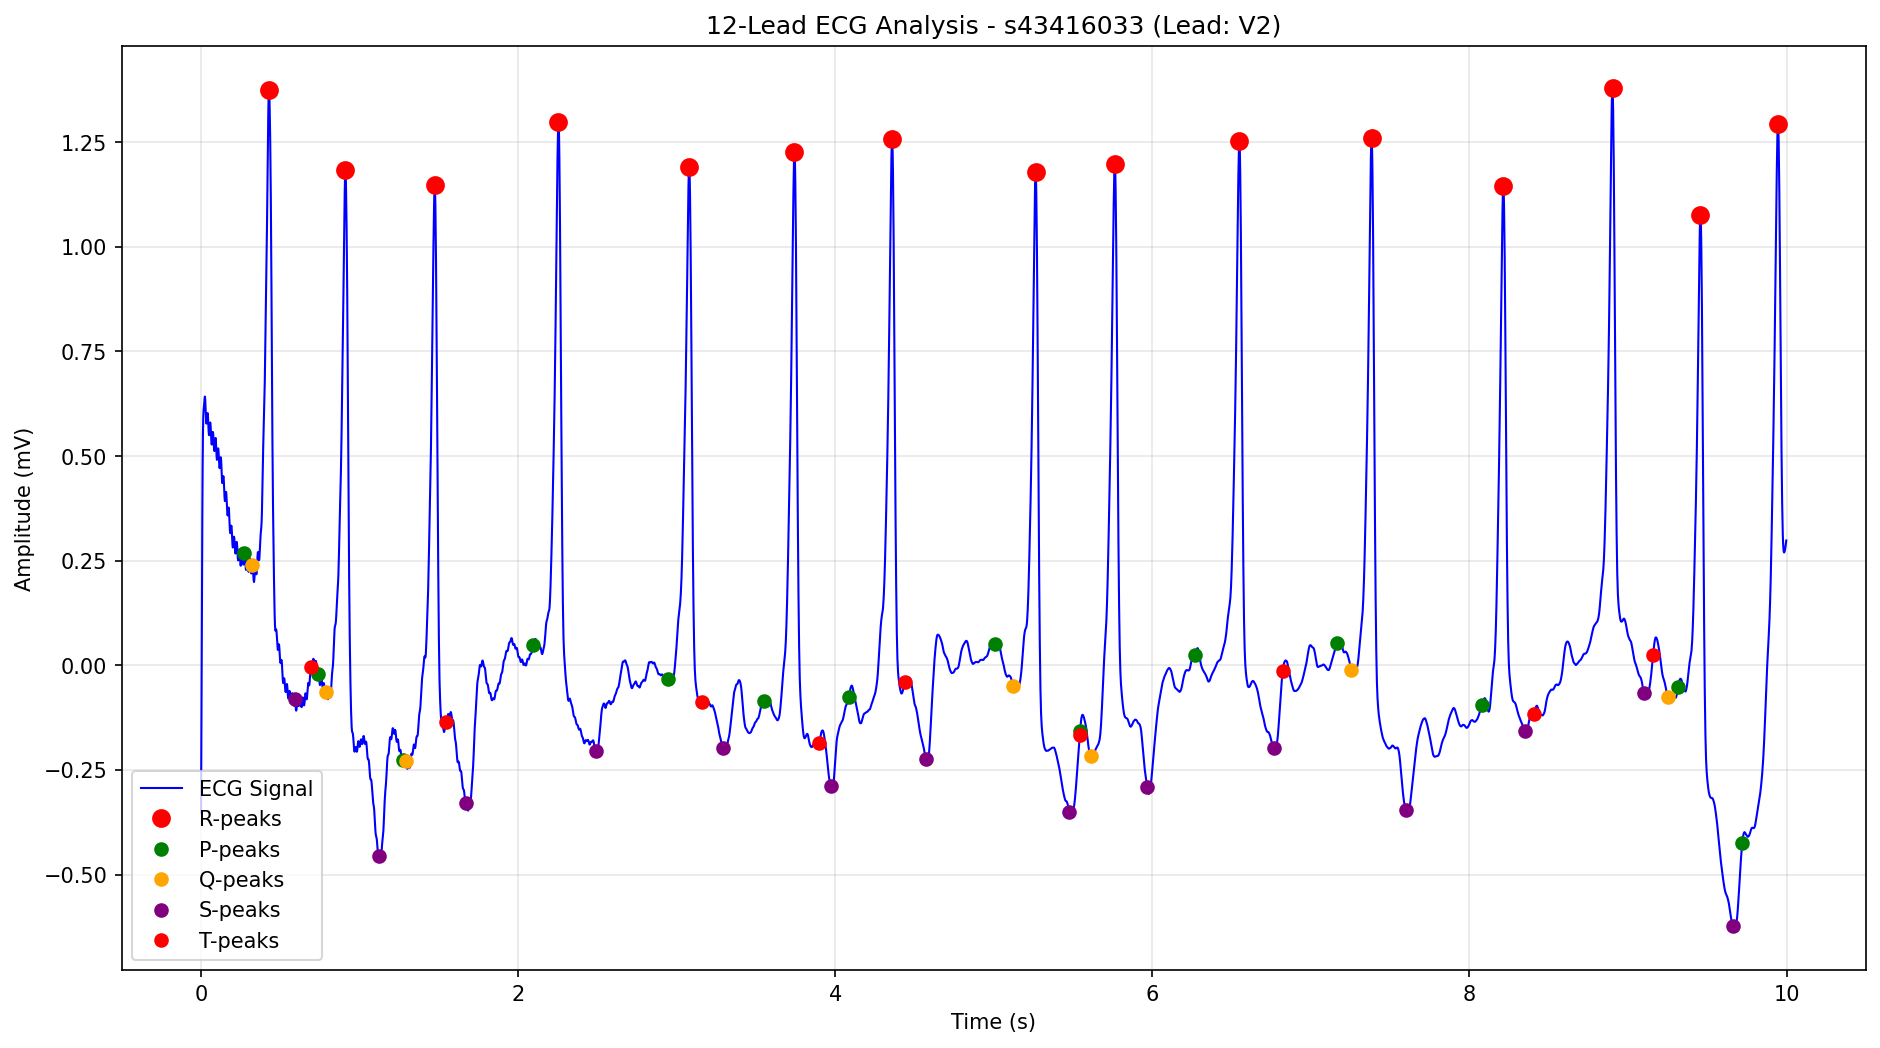 12-Lead ECG Analysis - s43416033 (Lead: V2)
Amplitude (mV)
1.25
1.00
0.75
0.50
0.25
0.00
−0.25
−0.50
ECG Signal
R-peaks
P-peaks
Q-peaks
S-peaks
T-peaks
0 2 4 6 8 10
Time (s)